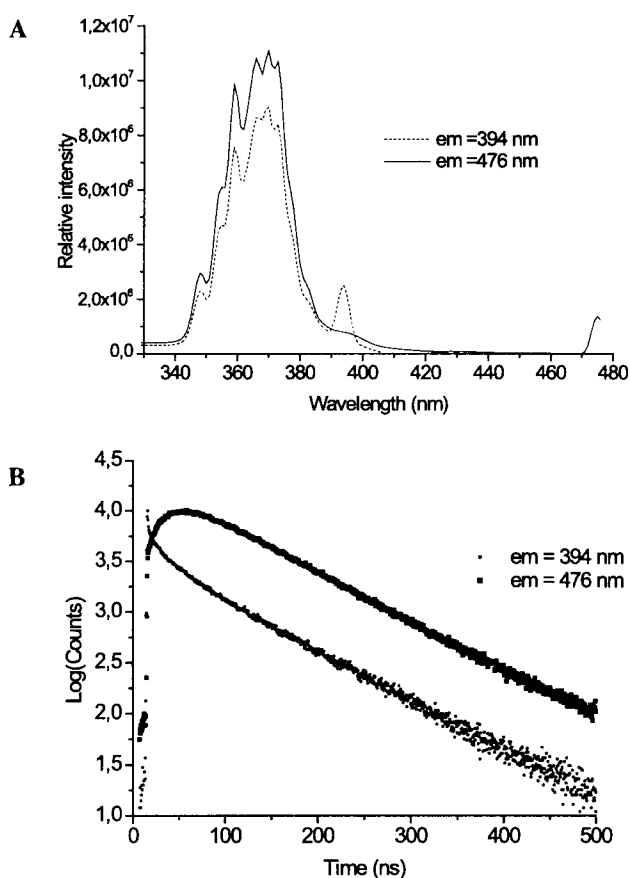 A
1,2x10⁷
1,0x10⁷
8,0x10⁶
6,0x10⁶
4,0x10⁶
2,0x10⁶
0,0
Relative intensity
em =394 nm
em =476 nm
340 360 380 400 420 440 460 480
Wavelength (nm)
B
4,5
4,0
3,5
3,0
2,5
2,0
1,5
1,0
Log(Counts)
em = 394 nm
em = 476 nm
0 100 200 300 400 500
Time (ns)